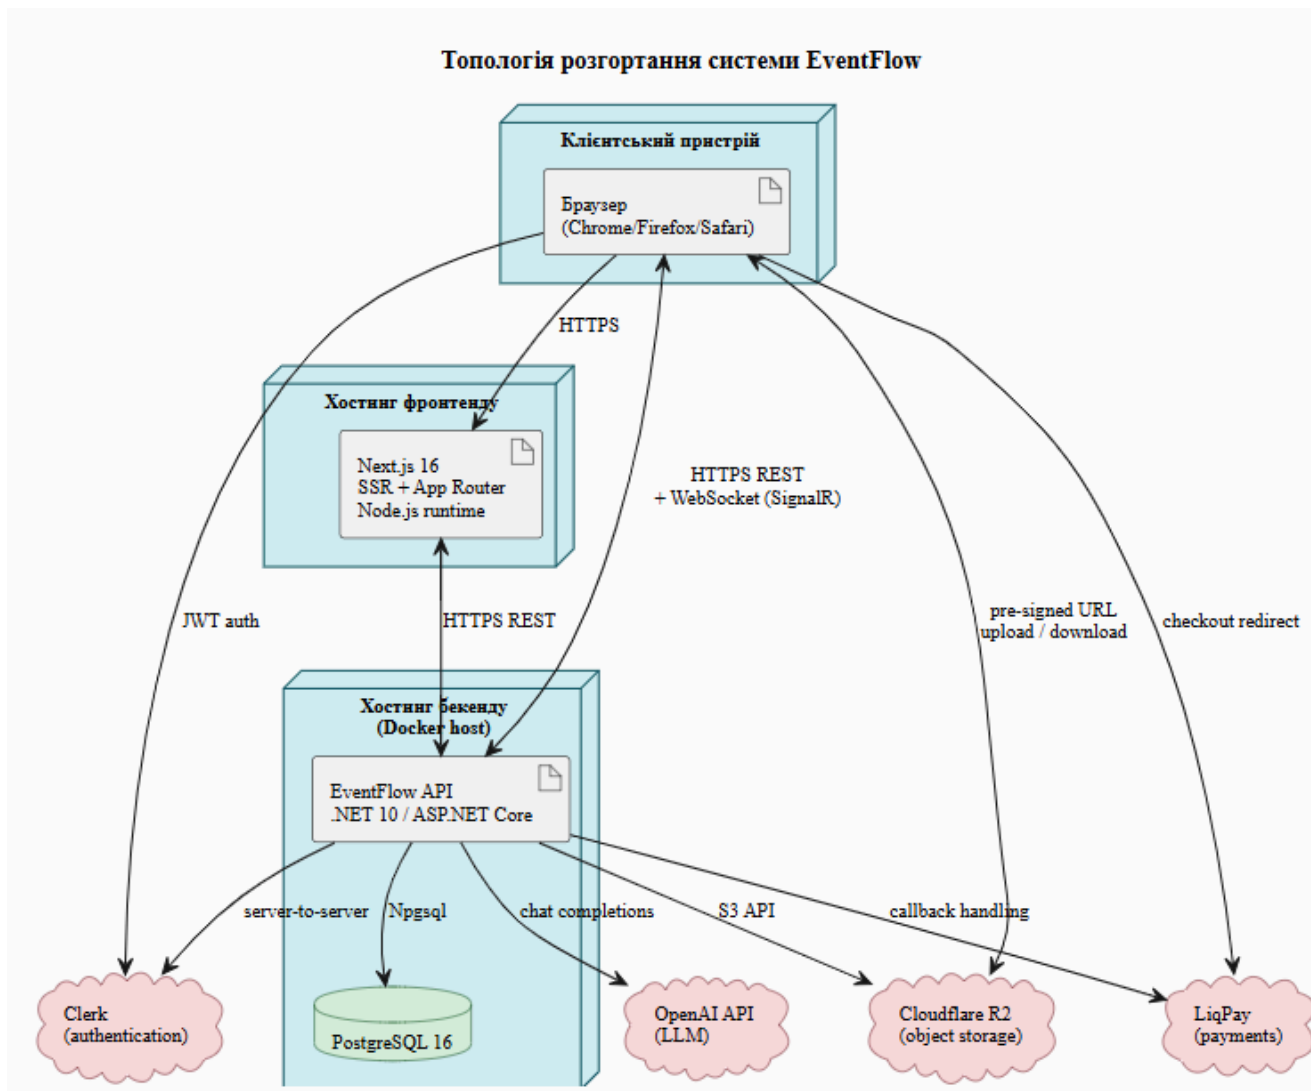 Топологія розгортання системи EventFlow
Клієнтський пристрій
Браузер
(Chrome/Firefox/Safari)
HTTPS
Хостинг фронтенду
Next.js 16
SSR + App Router
Node.js runtime
HTTPS REST
+ WebSocket (SignalR)
JWT auth
HTTPS REST
pre-signed URL
upload / download
checkout redirect
Хостинг бекенду
(Docker host)
EventFlow API
.NET 10 / ASP.NET Core
server-to-server
Npgsql
chat completions
S3 API
callback handling
Clerk
(authentication)
PostgreSQL 16
OpenAI API
(LLM)
Cloudflare R2
(object storage)
LiqPay
(payments)